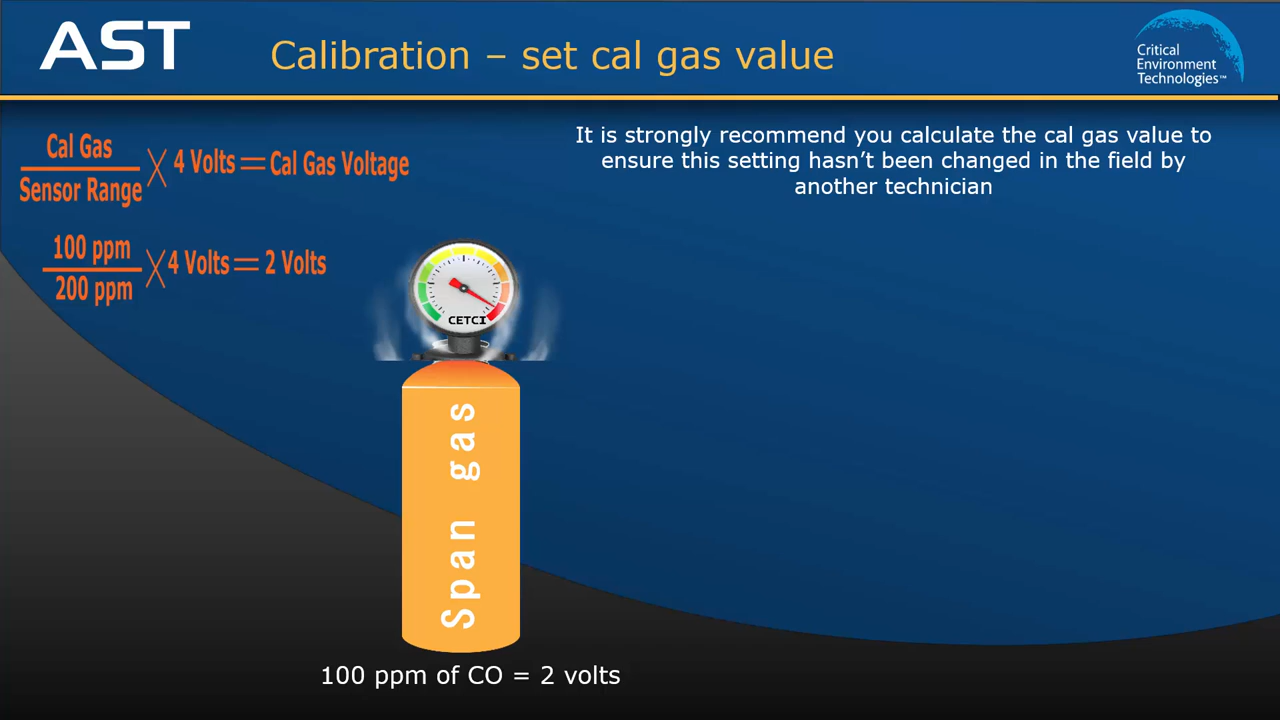 AST
Calibration – set cal gas value
Critical
Environment
Technologies™
Cal Gas
Sensor Range
× 4 Volts = Cal Gas Voltage
100 ppm
200 ppm
× 4 Volts = 2 Volts
It is strongly recommend you calculate the cal gas value to
ensure this setting hasn't been changed in the field by
another technician
CETCI
Span gas
100 ppm of CO = 2 volts